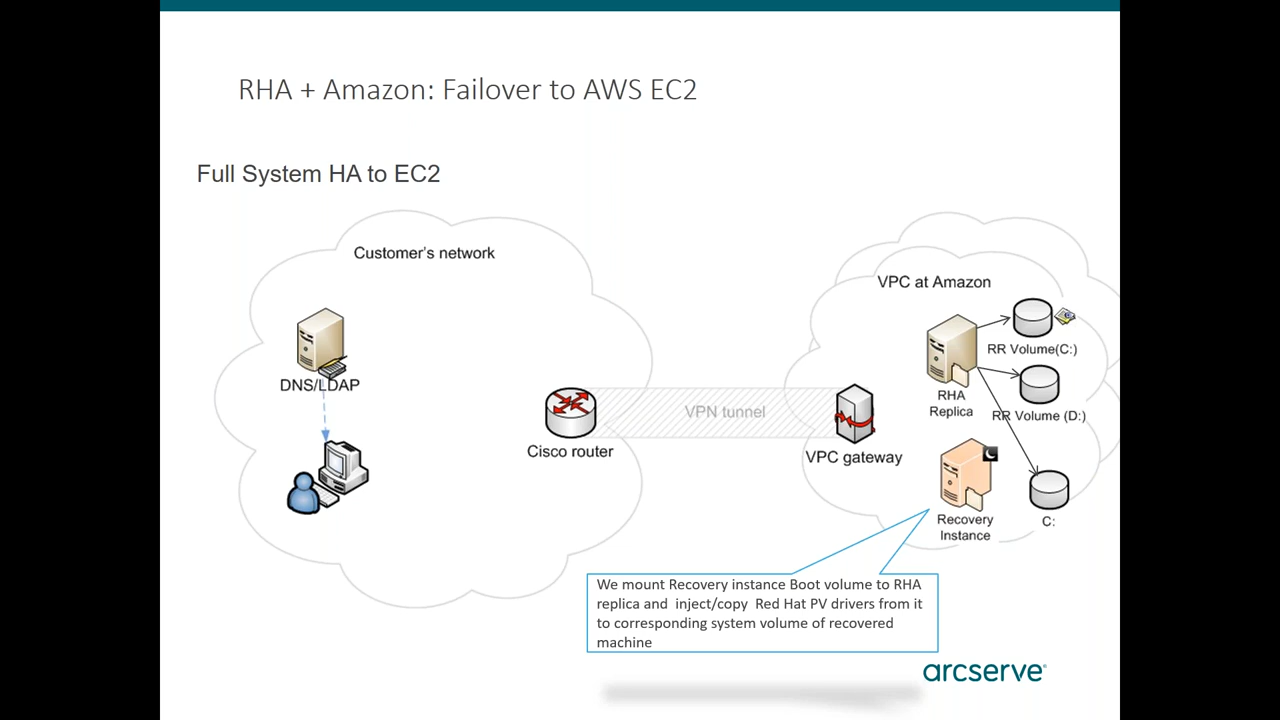 RHA + Amazon: Failover to AWS EC2
Full System HA to EC2
Customer's network
VPC at Amazon
RR Volume(C:)
DNS/LDAP
RHA
Replica
RR Volume (D:)
VPN tunnel
Cisco router
VPC gateway
Recovery
Instance
C:
We mount Recovery instance Boot volume to RHA
replica and inject/copy Red Hat PV drivers from it
to corresponding system volume of recovered
machine
arcserve